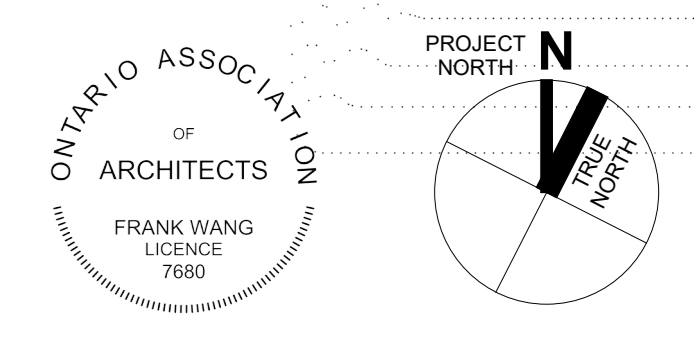 ONTARIO ASSOCIATION
OF
ARCHITECTS
FRANK WANG
LICENCE
7680
PROJECT
NORTH
N
TRUE
NORTH